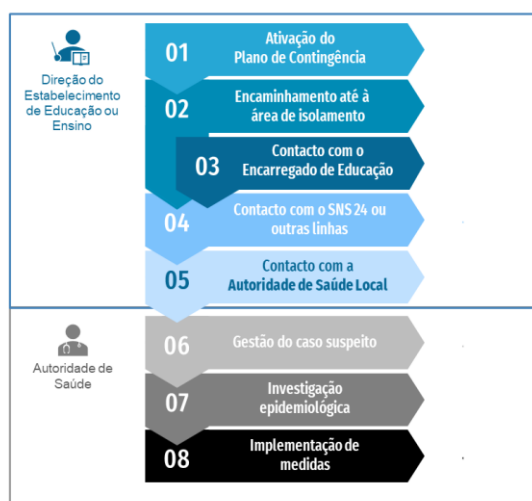 Direção do
Estabelecimento
de Educação ou
Ensino
01
Ativação do
Plano de Contingência
02
Encaminhamento até à
área de isolamento
03
Contacto com o
Encarregado de Educação
04
Contacto com o SNS 24 ou
outras linhas
05
Contacto com a
Autoridade de Saúde Local
Autoridade de
Saúde
06
Gestão do caso suspeito
07
Investigação
epidemiológica
08
Implementação de
medidas